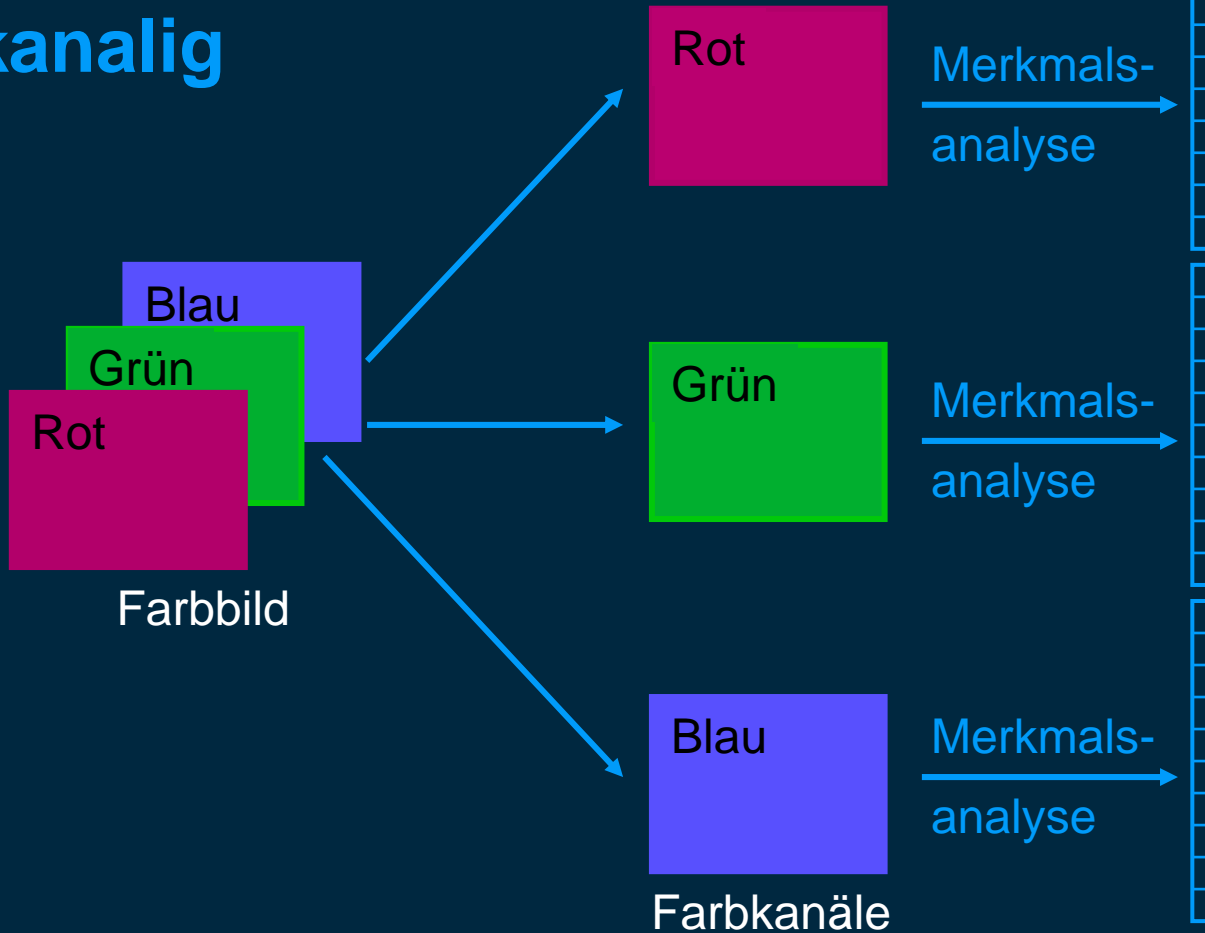 kanalig
Rot
Merkmals-
analyse
Blau
Grün
Rot
Farbbild
Grün
Merkmals-
analyse
Blau
Merkmals-
analyse
Farbkanäle